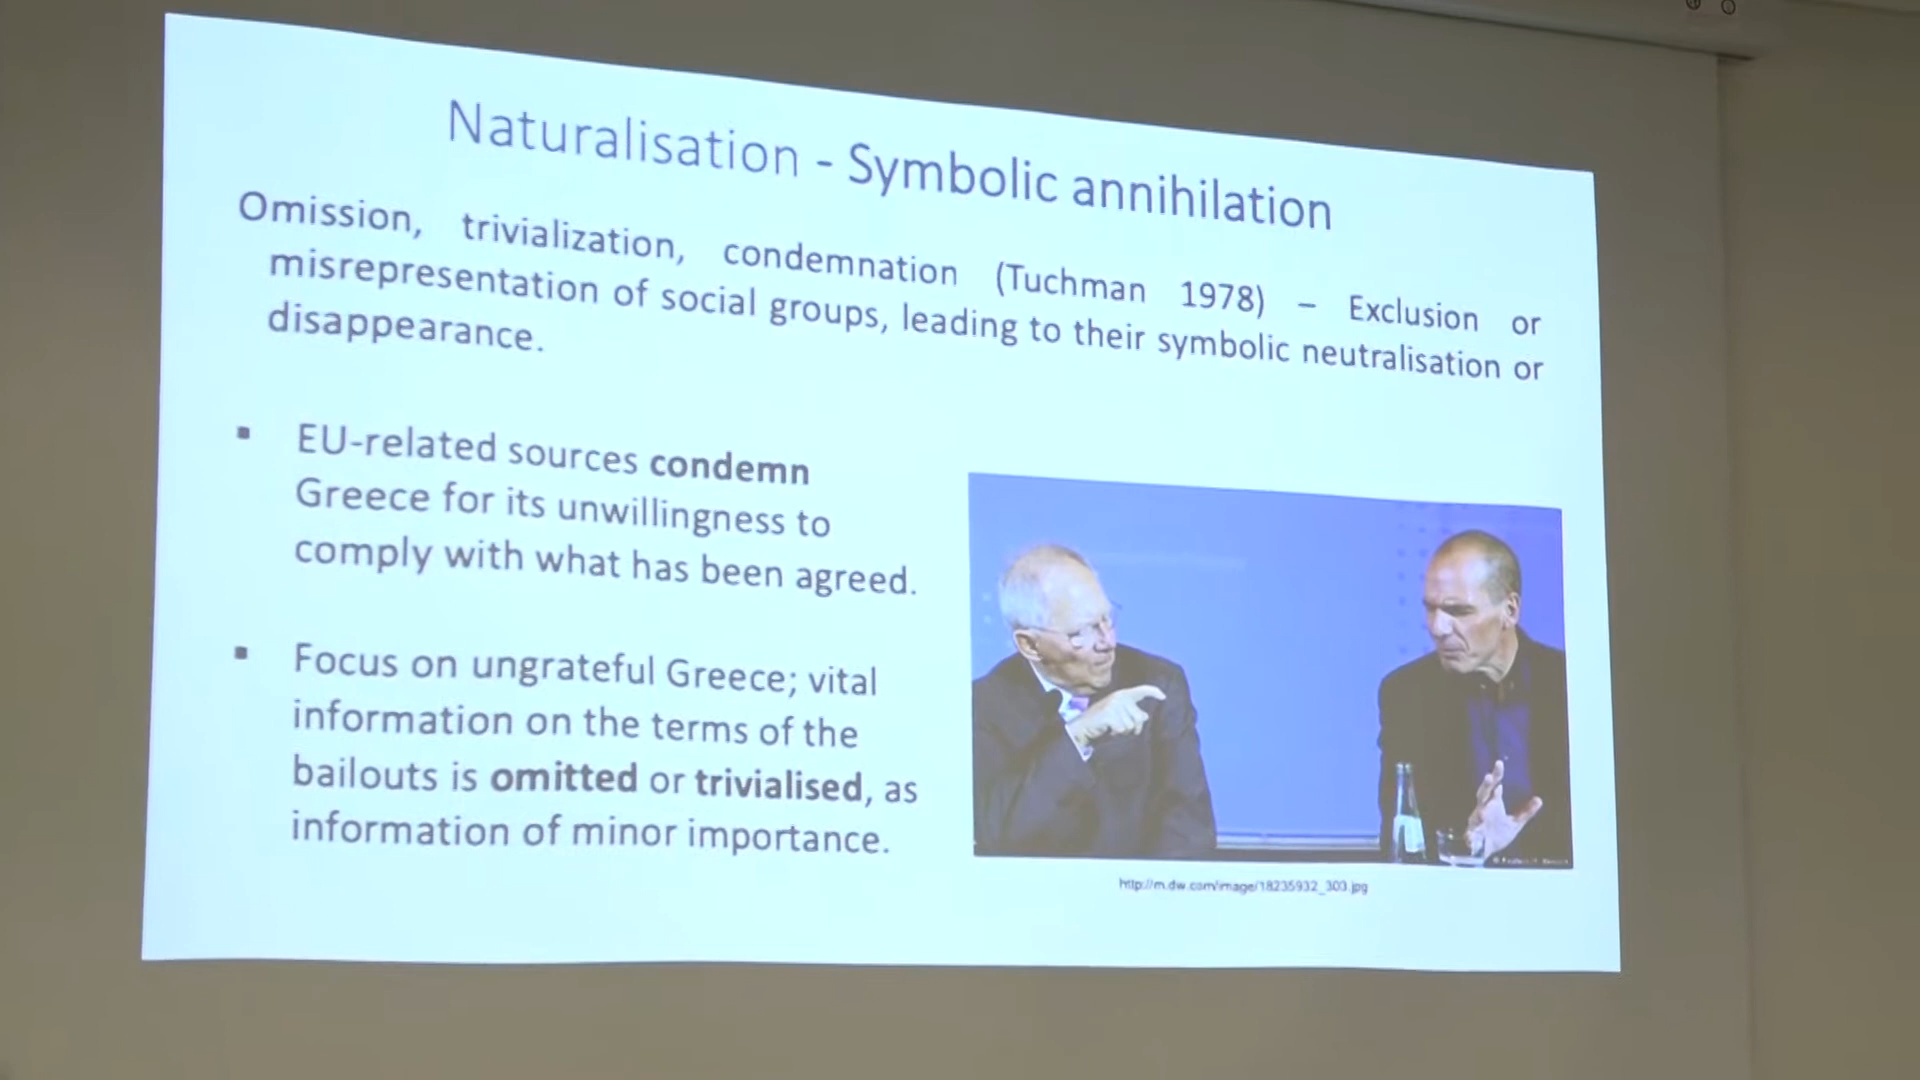 Naturalisation - Symbolic annihilation
Omission, trivialization, condemnation (Tuchman 1978) – Exclusion or
misrepresentation of social groups, leading to their symbolic neutralisation or
disappearance.
▪ EU-related sources condemn
Greece for its unwillingness to
comply with what has been agreed.
▪ Focus on ungrateful Greece; vital
information on the terms of the
bailouts is omitted or trivialised, as
information of minor importance.
http://m.dw.com/image/18235932_303.jpg